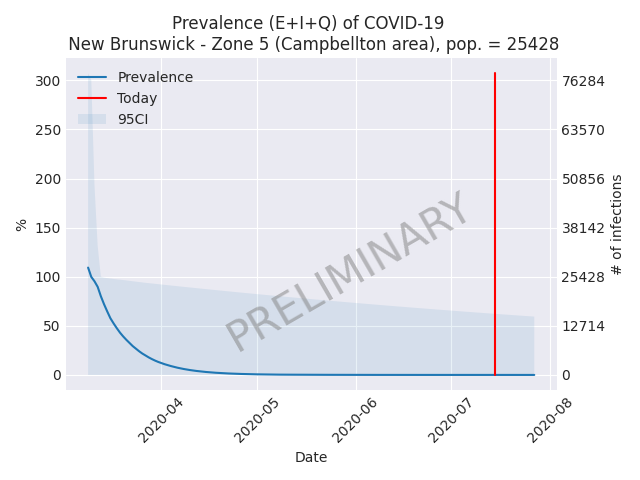 Prevalence (E+I+Q) of COVID-19
New Brunswick - Zone 5 (Campbellton area), pop. = 25428
Prevalence
Today
95CI
300
250
200
150
100
50
0
%
76284
63570
50856
38142
25428
12714
0
# of infections
PRELIMINARY
2020-04
2020-05
2020-06
2020-07
2020-08
Date